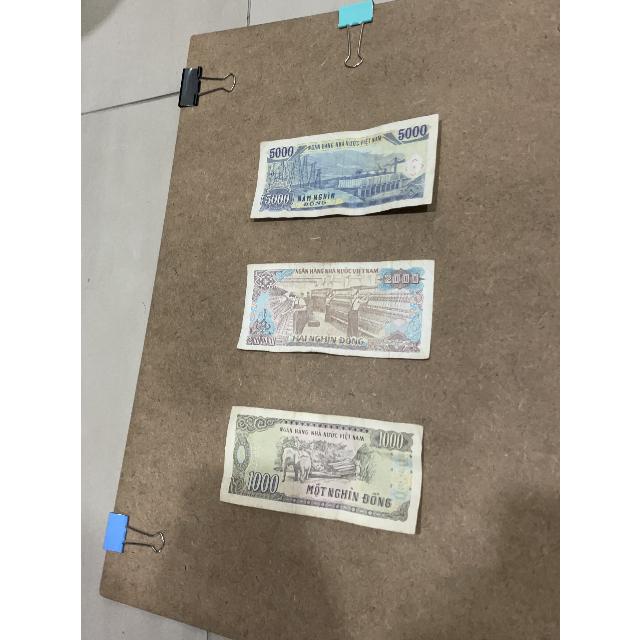 5000
NGÂN HÀNG NHÀ NƯỚC VIỆT NAM
5000
5000
NĂM NGHÌN
ĐỒNG
NGÂN HÀNG NHÀ NƯỚC VIỆT NAM
2000
HAI NGHÌN ĐỒNG
NGÂN HÀNG NHÀ NƯỚC VIỆT NAM
1000
1000
MỘT NGHÌN ĐỒNG